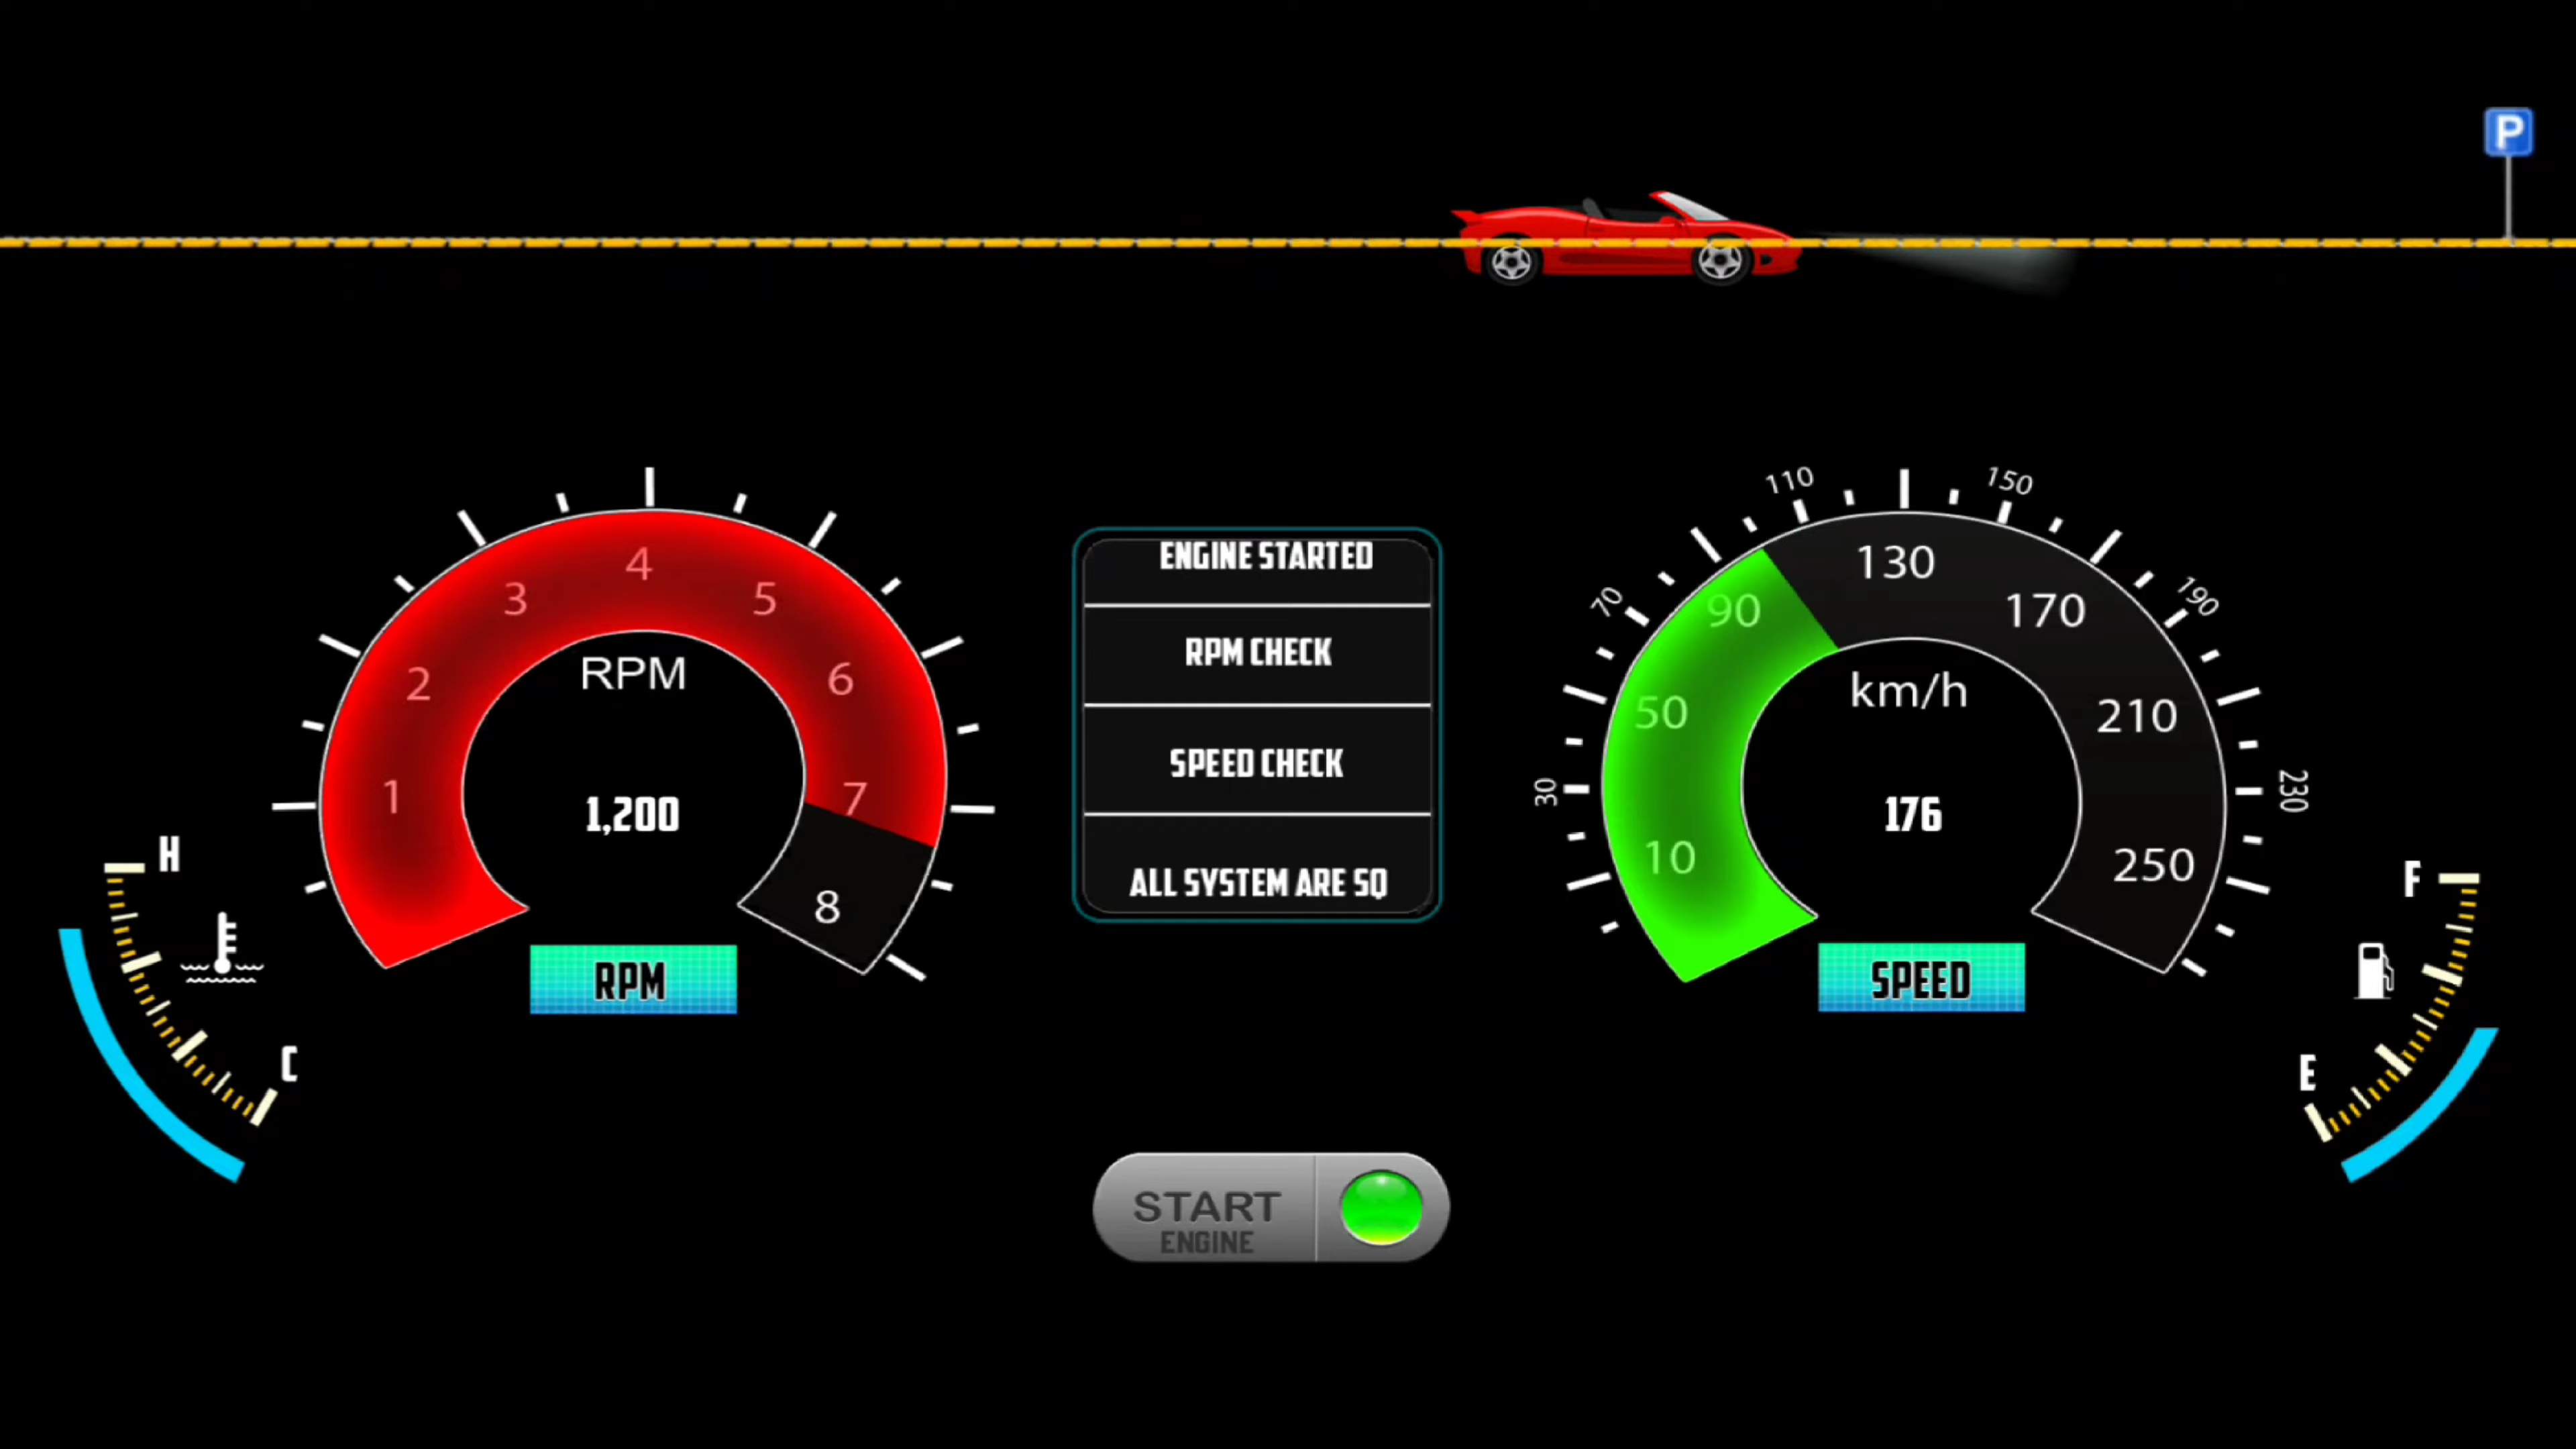 P
110
150
130
4
3
5
70
190
90
170
ENGINE STARTED
RPM CHECK
SPEED CHECK
ALL SYSTEM ARE SQ
RPM
2
6
km/h
50
210
1
7
30
230
1,200
176
H
10
250
F
8
RPM
SPEED
C
E
START
ENGINE